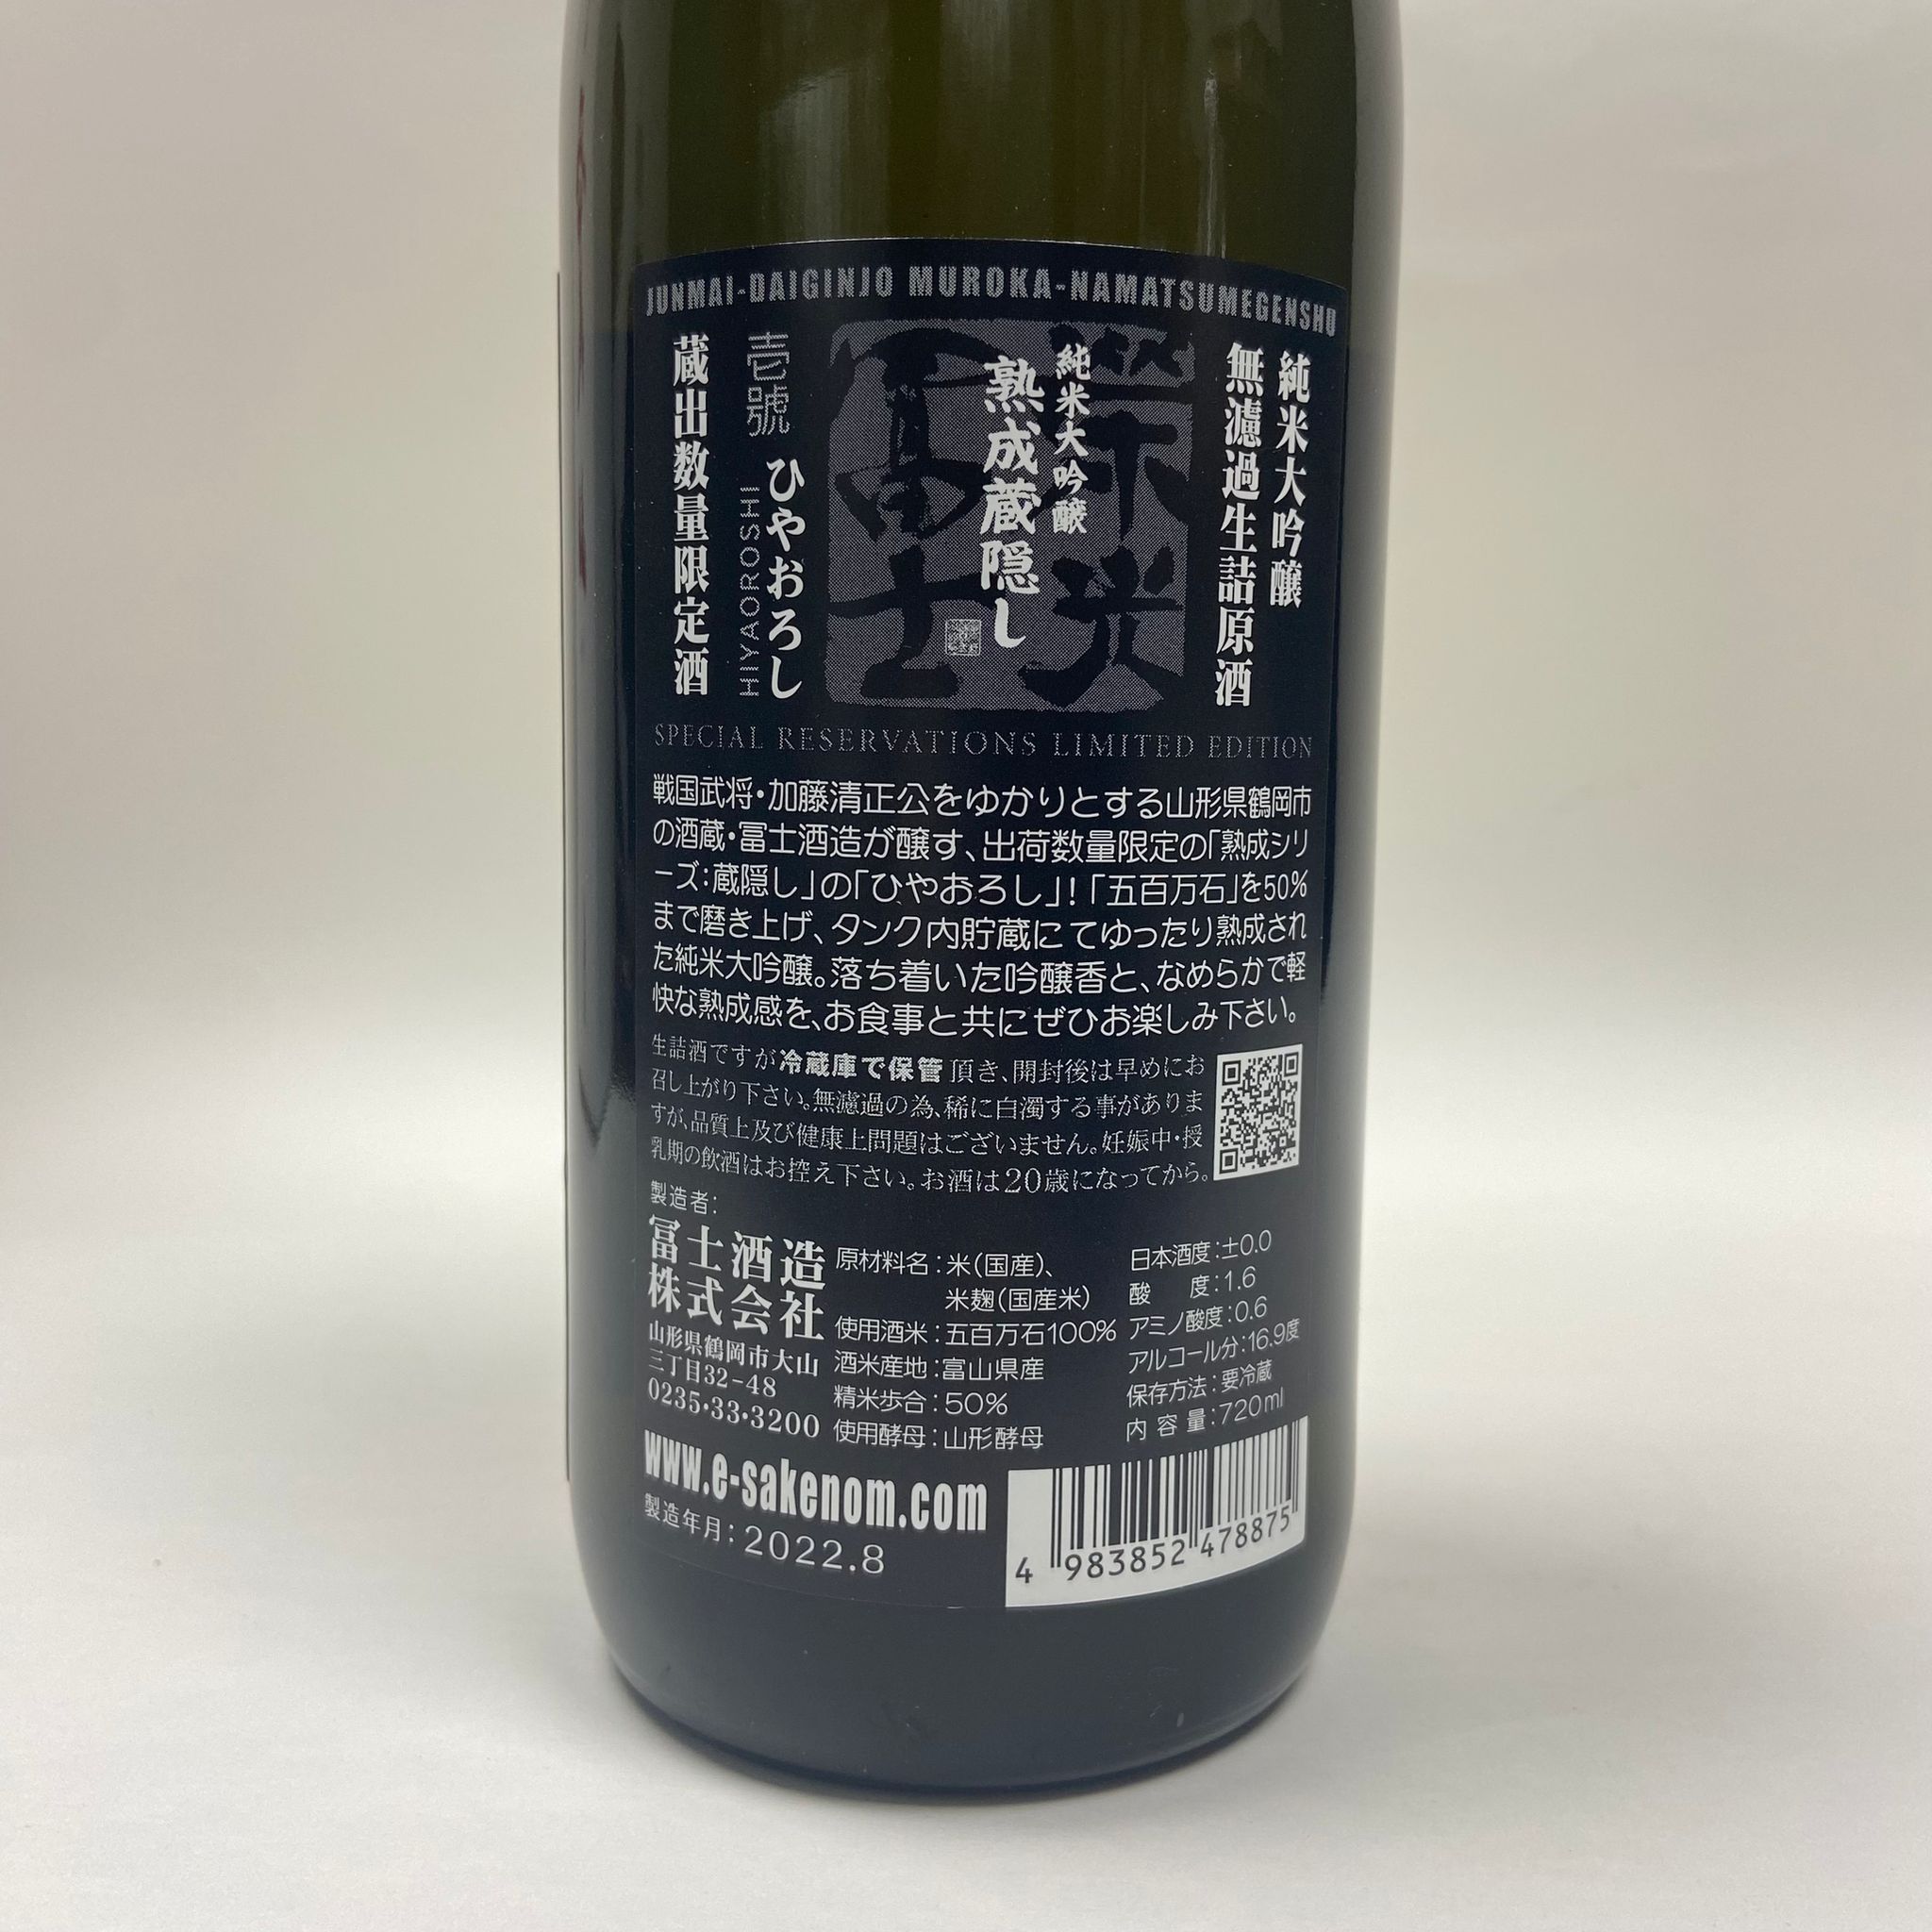 JUNMAI-DAIGINJO MUROKA-NAMATSUMEGENSHU
純米大吟醸
無濾過生詰原酒
榮光
冨士
純米大吟醸
熟成蔵隠し
壱號 ひやおろし
HIYAOROSHI
蔵出数量限定酒
SPECIAL RESERVATIONS LIMITED EDITION
戦国武将・加藤清正公をゆかりとする山形県鶴岡市
の酒蔵・冨士酒造が醸す、出荷数量限定の「熟成シリ
ーズ:蔵隠し」の「ひやおろし」!「五百万石」を50%
まで磨き上げ、タンク内貯蔵にてゆったり熟成され
た純米大吟醸。落ち着いた吟醸香と、なめらかで軽
快な熟成感を、お食事と共にぜひお楽しみ下さい。
生詰酒ですが冷蔵庫で保管頂き、開封後は早めにお
召し上がり下さい。無濾過の為、稀に白濁する事がありま
すが、品質上及び健康上問題はございません。妊娠中・授
乳期の飲酒はお控え下さい。お酒は20歳になってから。
製造者:
冨士酒造
株式会社
山形県鶴岡市大山
三丁目32-48
0235・33・3200
原材料名:米(国産)、
米麹(国産米)
使用酒米:五百万石100%
酒米産地:富山県産
精米歩合:50%
使用酵母:山形酵母
日本酒度:±0.0
酸 度:1.6
アミノ酸度:0.6
アルコール分:16.9度
保存方法:要冷蔵
内容量:720ml
www.e-sakenom.com
製造年月:2022.8
4 983852 478875